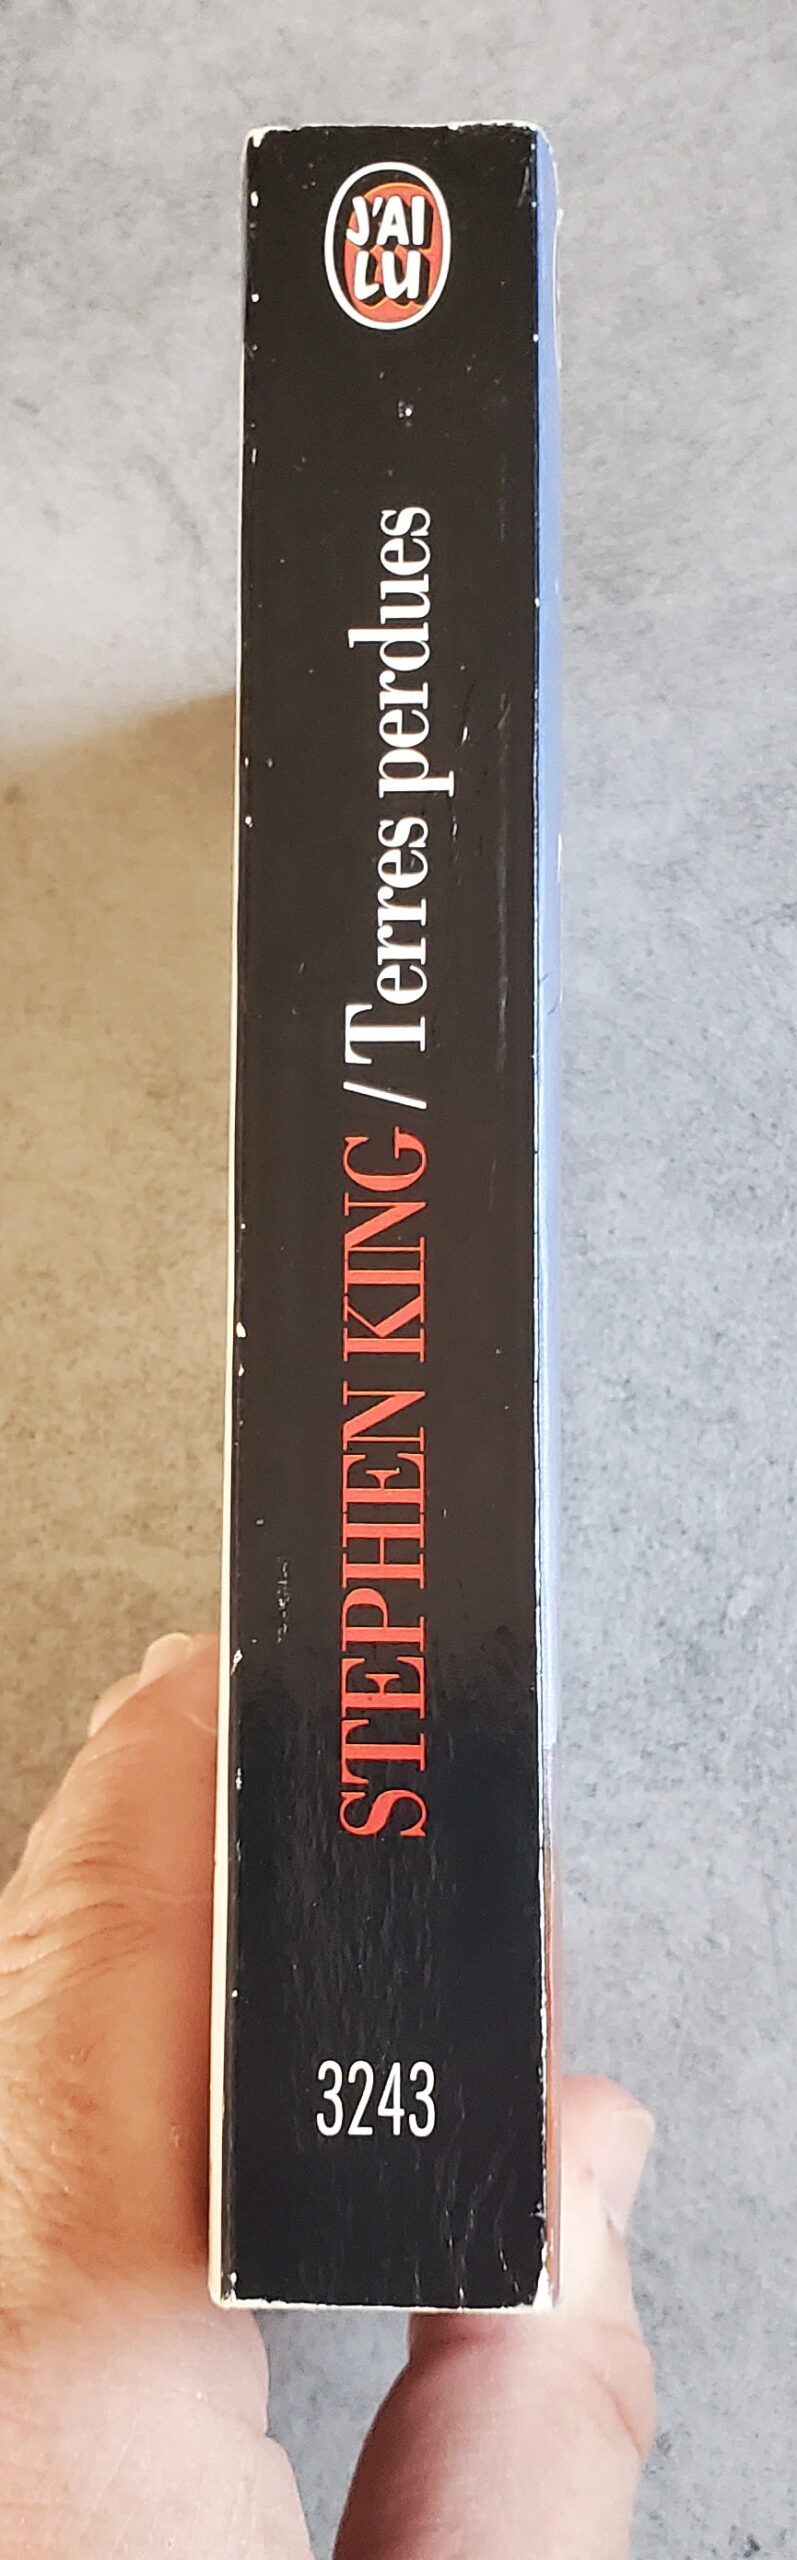 J'AI
LU
STEPHEN KING / Terres perdues
3243